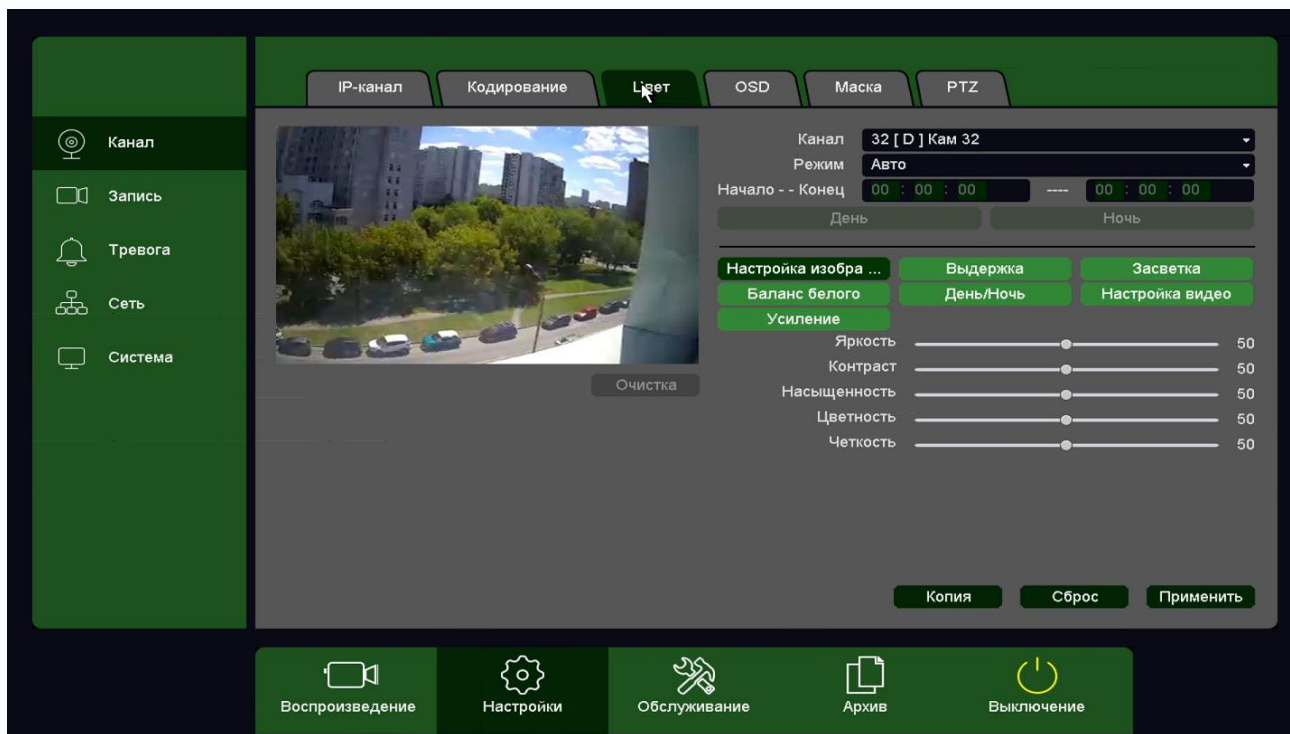 IP-канал Кодирование Цвет OSD Маска PTZ
Канал
Запись
Тревога
Сеть
Система
Канал 32 [ D ] Кам 32
Режим Авто
Начало - - Конец 00 : 00 : 00 ---- 00 : 00 : 00
День Ночь
Настройка изобра ... Выдержка Засветка
Баланс белого День/Ночь Настройка видео
Усиление
Яркость 50
Контраст 50
Очистка
Насыщенность 50
Цветность 50
Четкость 50
Копия Сброс Применить
Воспроизведение Настройки Обслуживание Архив Выключение